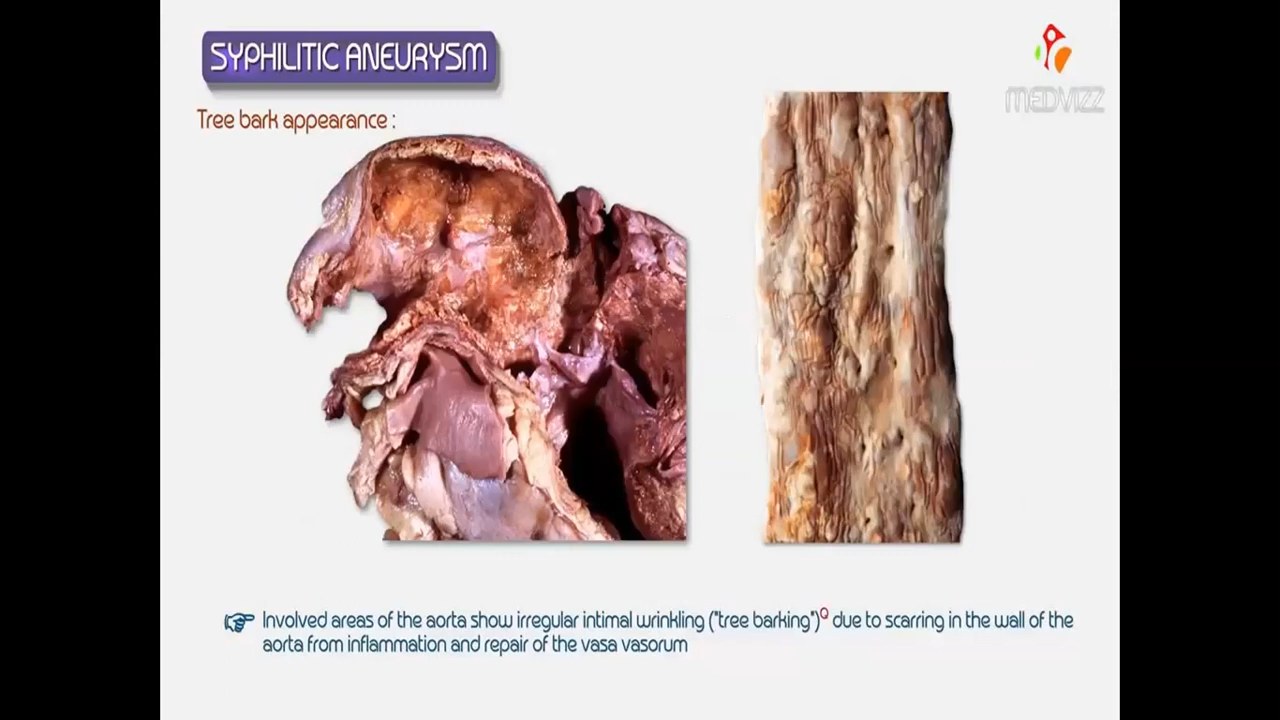 SYPHILITIC ANEURYSM
MEDVIZZ
Tree bark appearance :
Involved areas of the aorta show irregular intimal wrinkling ("tree barking")Q due to scarring in the wall of the
aorta from inflammation and repair of the vasa vasorum